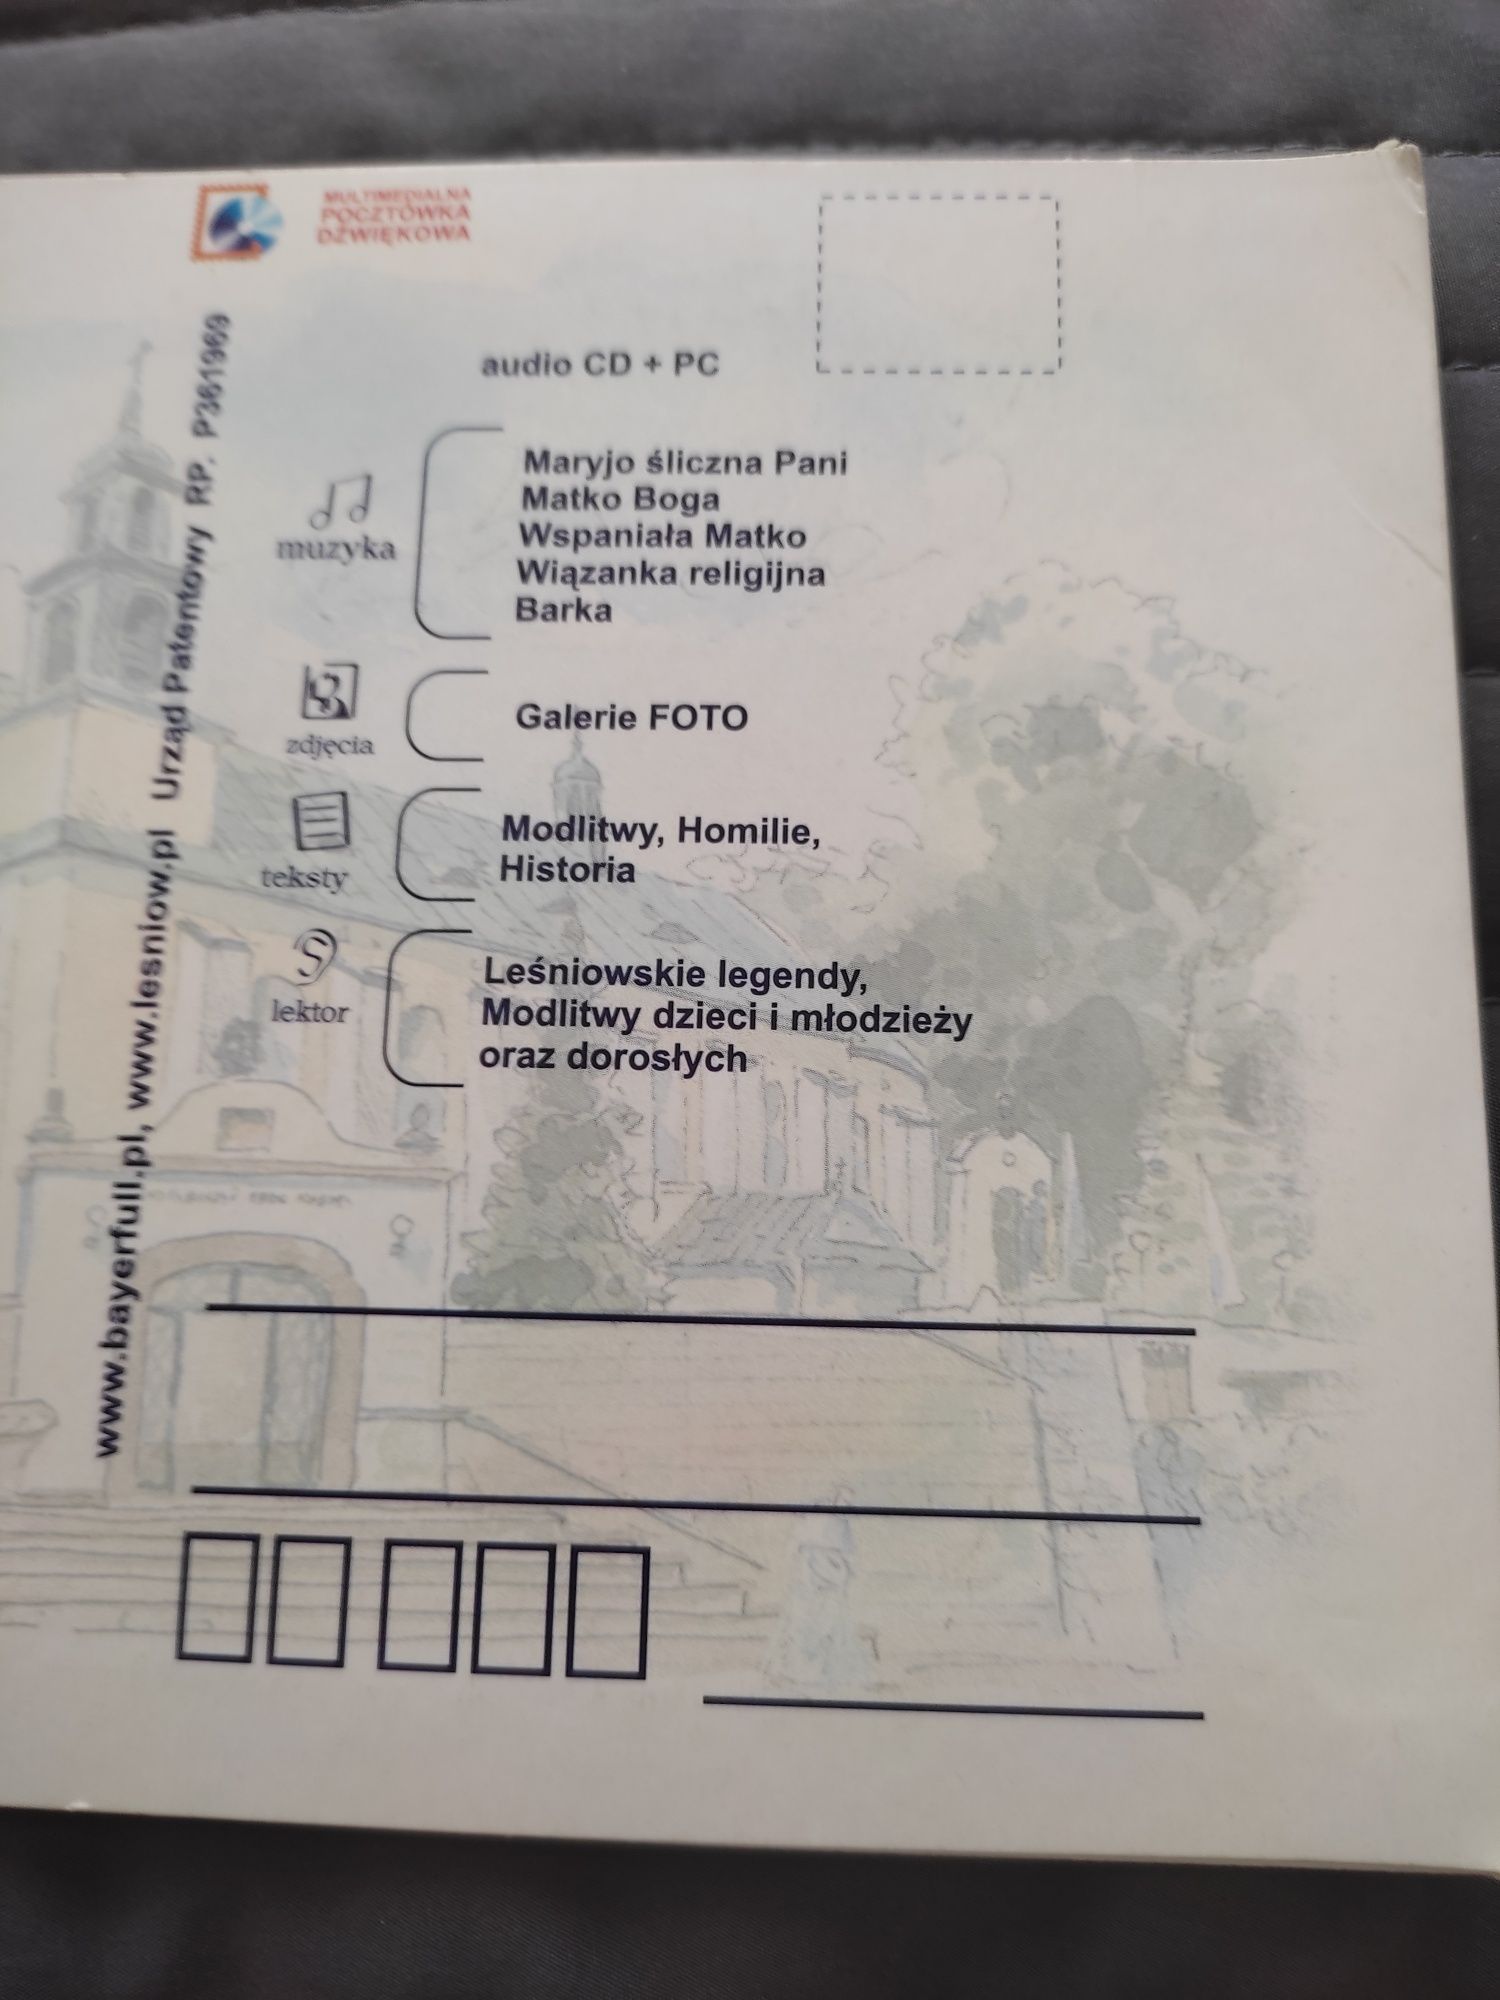 MULTIMEDIALNA
POCZTÓWKA
DŹWIĘKOWA
audio CD + PC
muzyka
Maryjo śliczna Pani
Matko Boga
Wspaniała Matko
Wiązanka religijna
Barka
zdjęcia
Galerie FOTO
teksty
Modlitwy, Homilie,
Historia
lektor
Leśniowskie legendy,
Modlitwy dzieci i młodzieży
oraz dorosłych
www.bayerfull.pl, www.lesniow.pl Urząd Patentowy RP. P361969